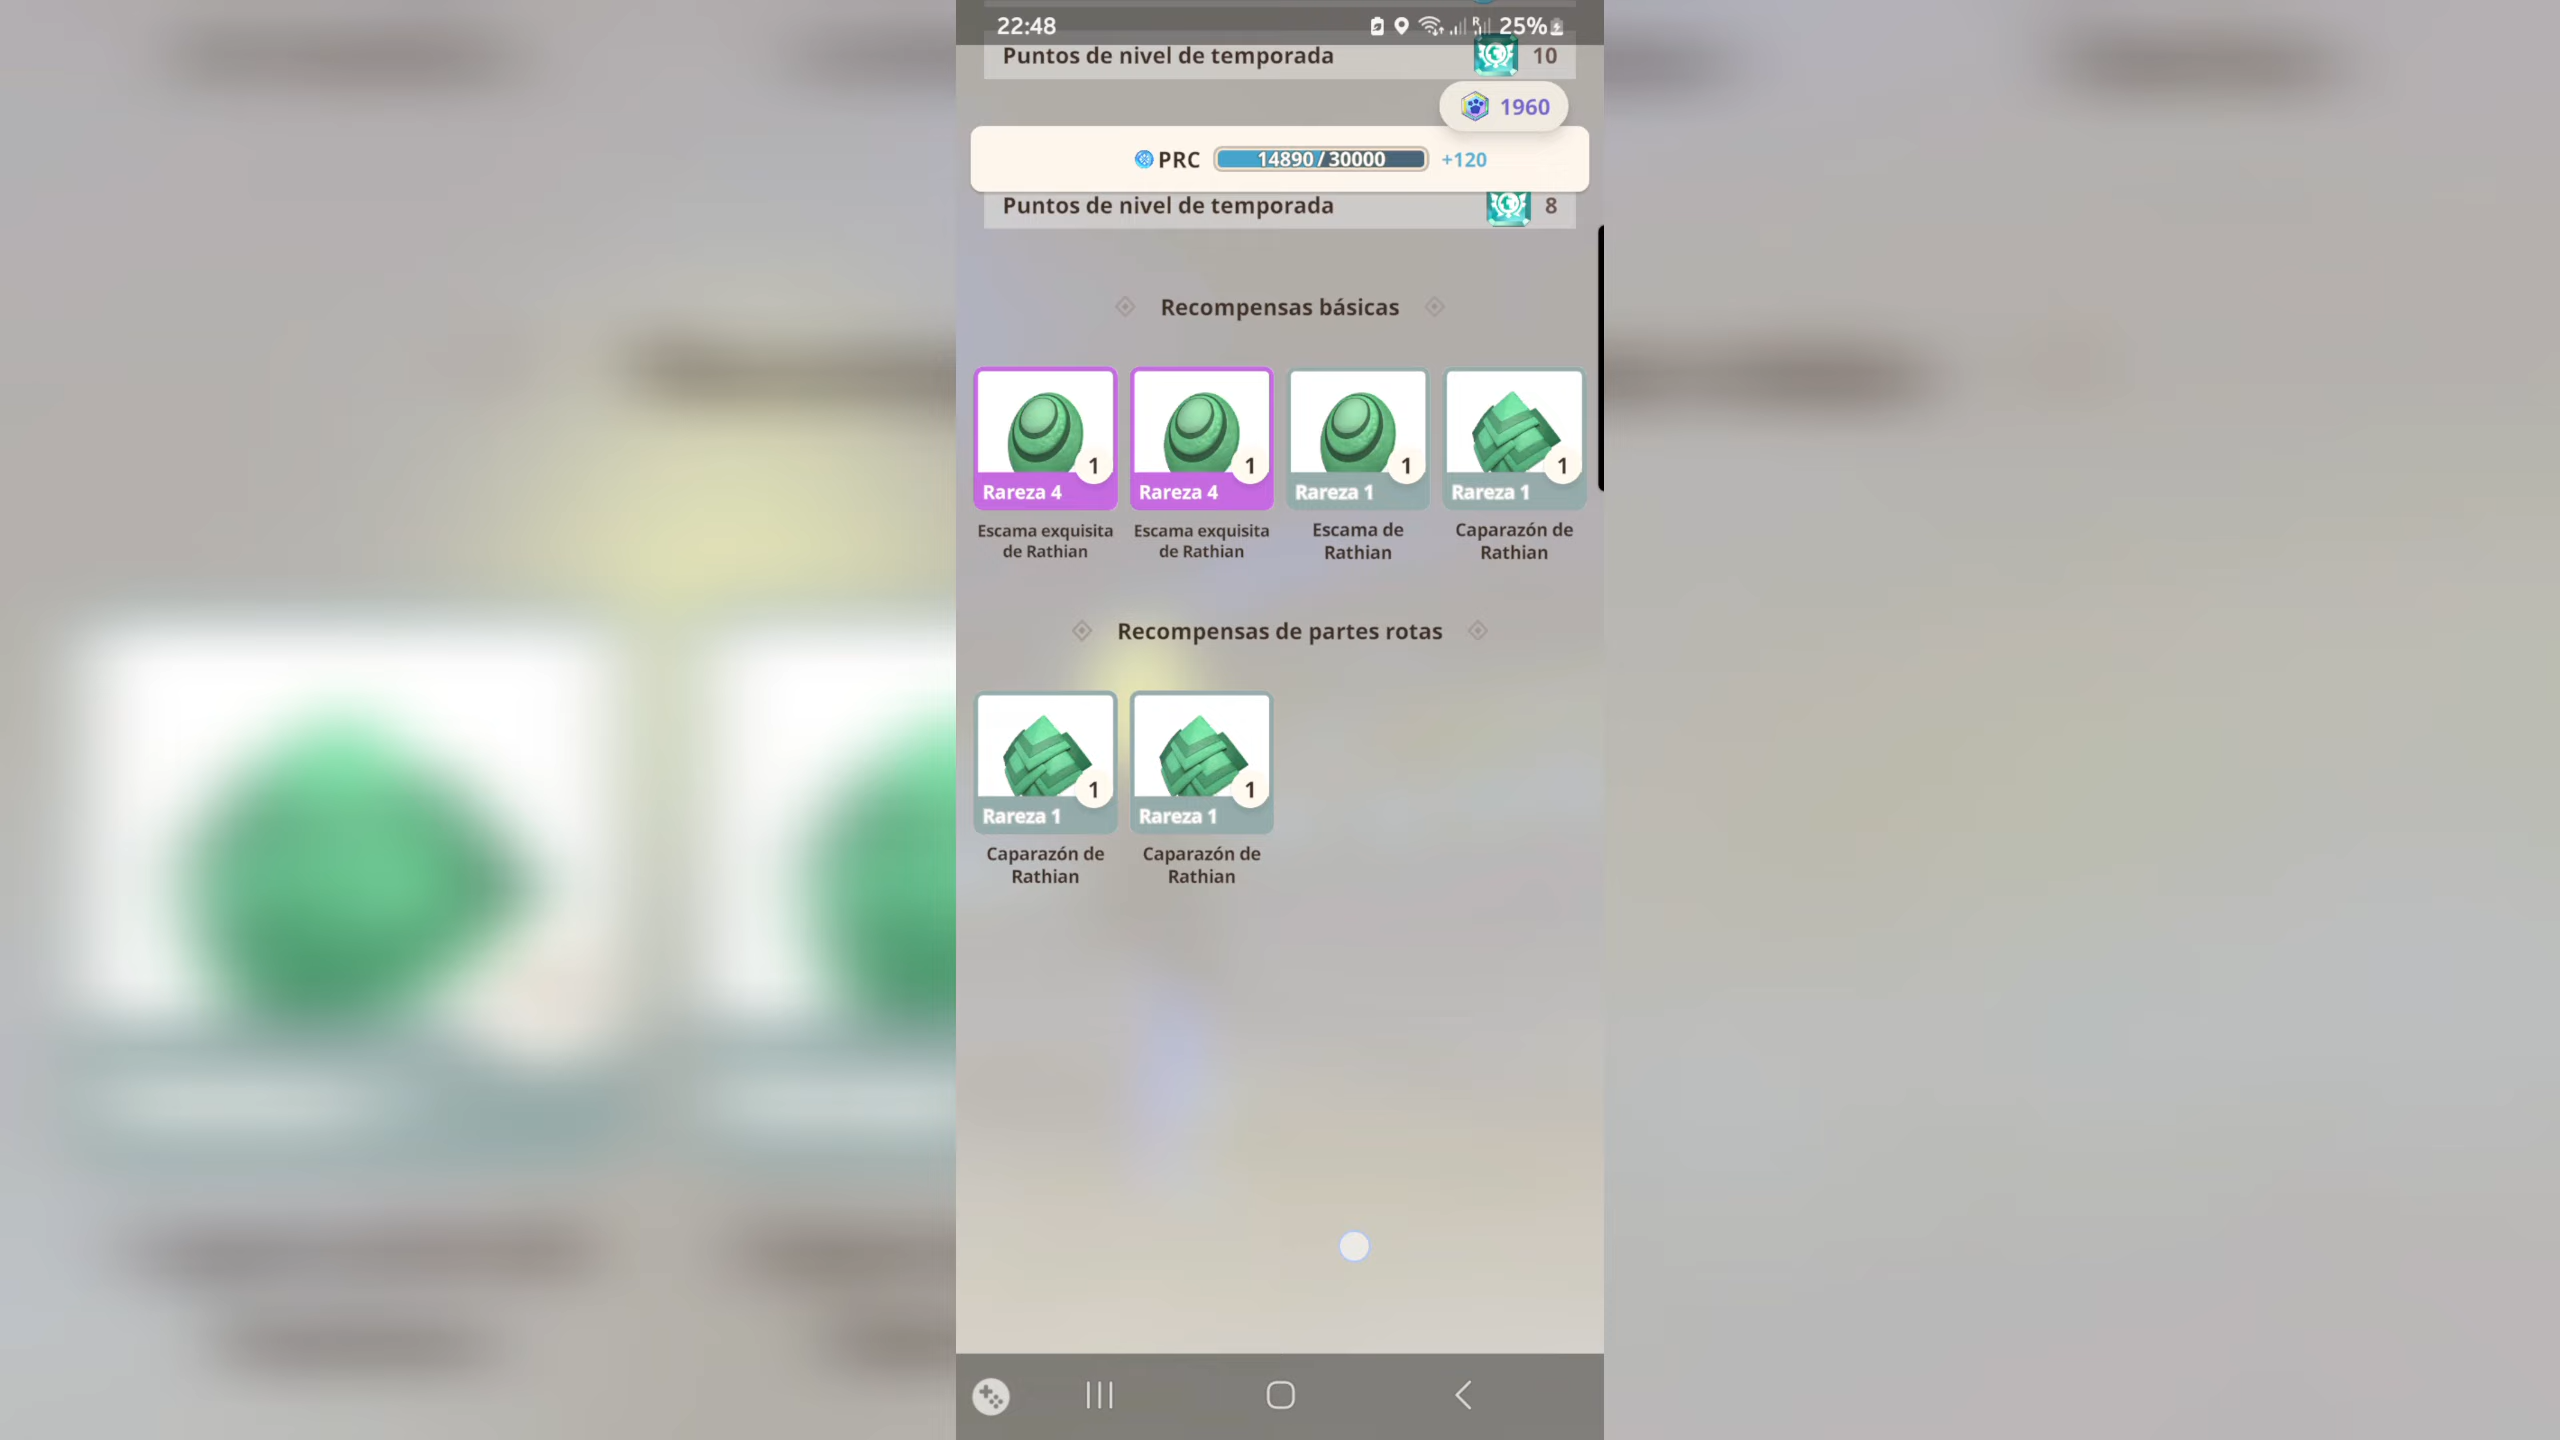 22:48
25%
Puntos de nivel de temporada 10
1960
PRC 14890/30000 +120
Puntos de nivel de temporada 8
Recompensas básicas
1 1 1 1
Rareza 4 Rareza 4 Rareza 1 Rareza 1
Escama exquisita de Rathian
Escama exquisita de Rathian
Escama de Rathian
Caparazón de Rathian
Recompensas de partes rotas
1 1
Rareza 1 Rareza 1
Caparazón de Rathian
Caparazón de Rathian